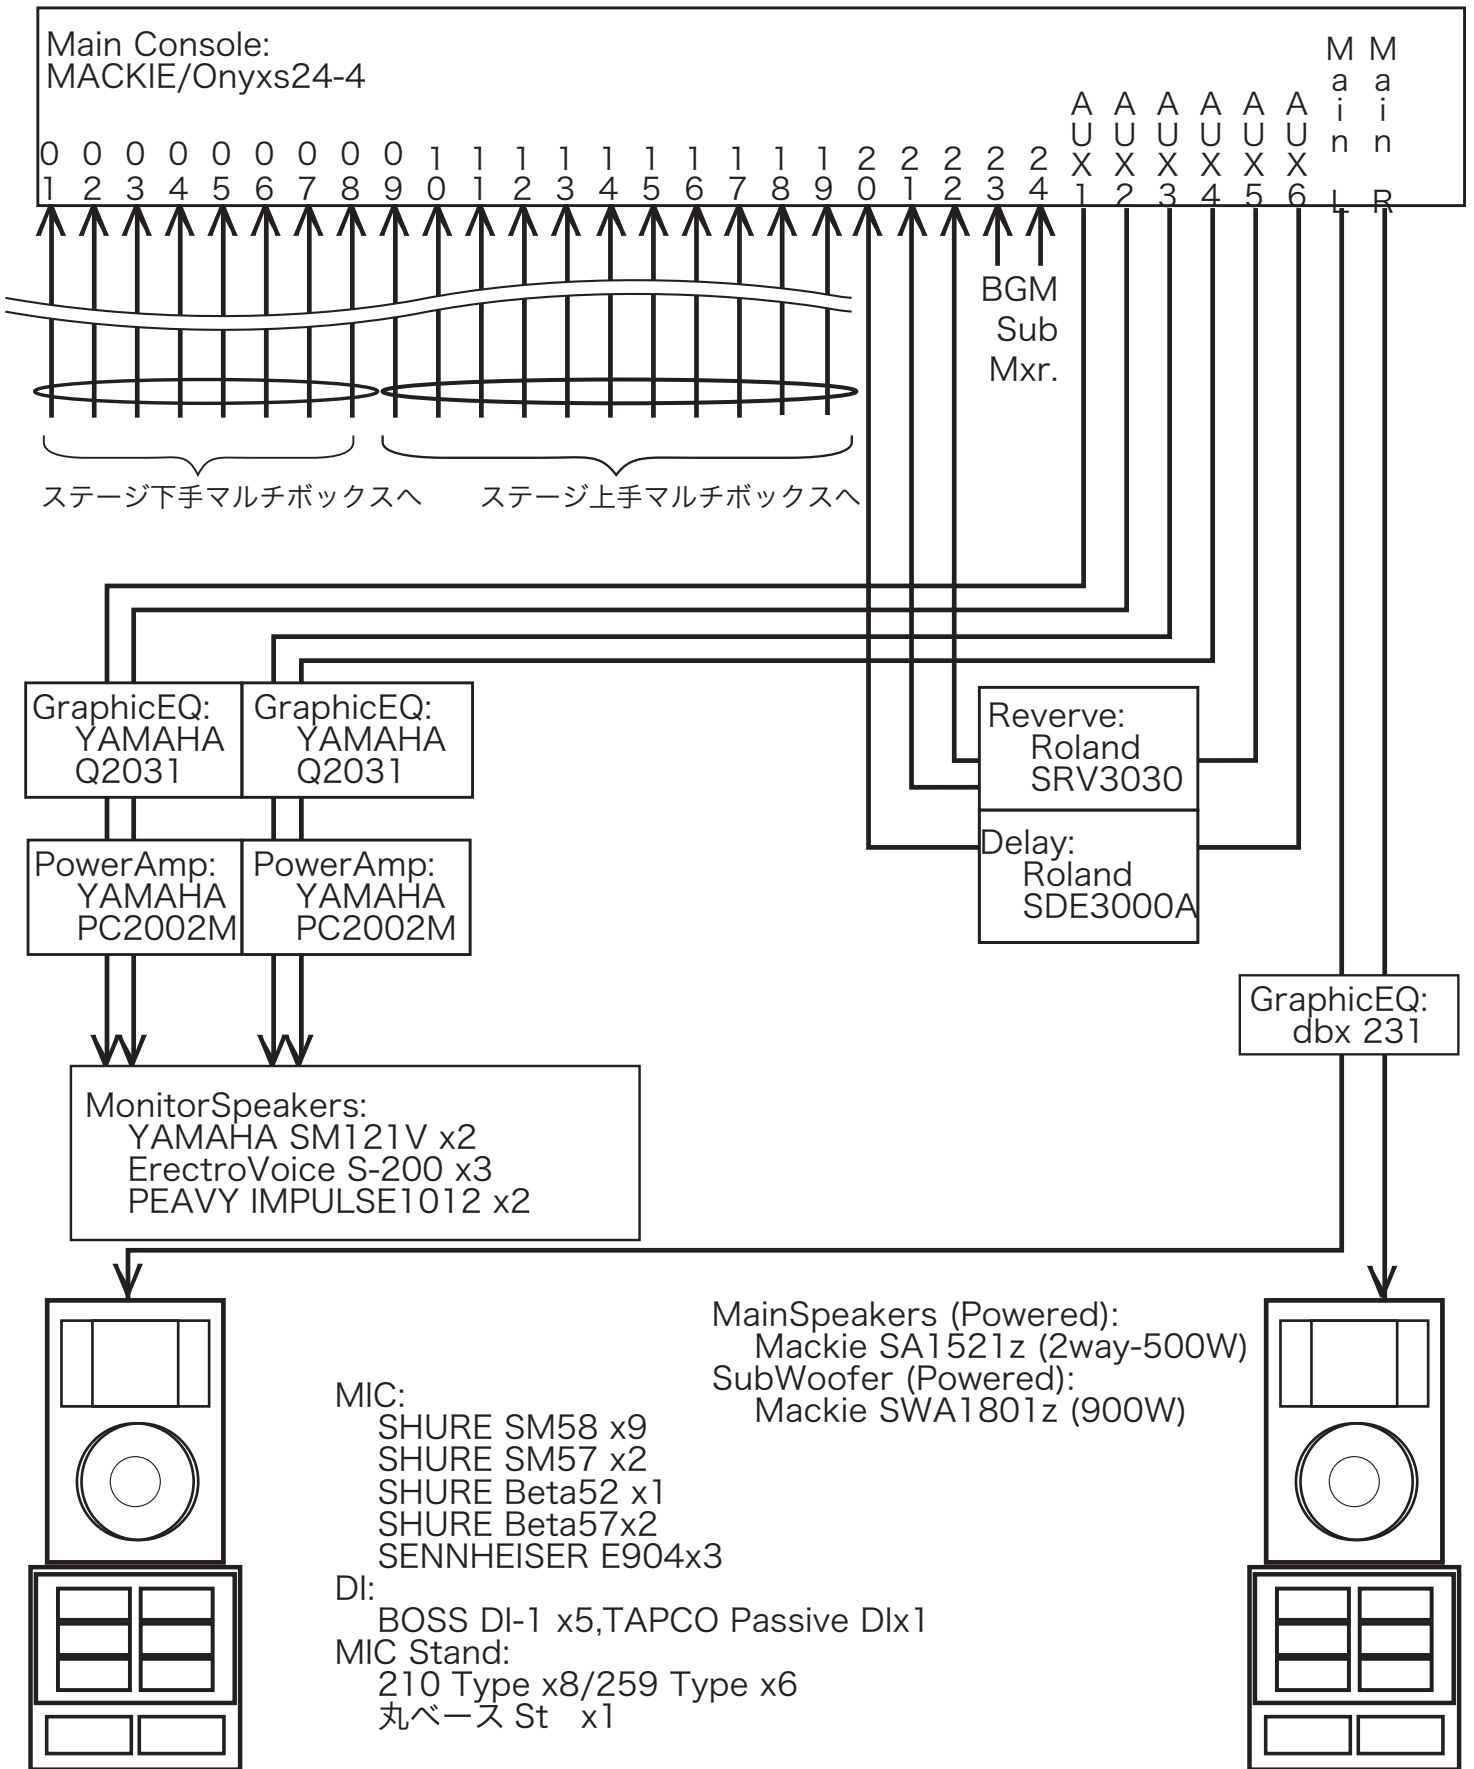 Main Console:
MACKIE/Onyxs24-4
01 02 03 04 05 06 07 08 09 10 11 12 13 14 15 16 17 18 19 20 21 22 23 24 AUX1 AUX2 AUX3 AUX4 AUX5 AUX6 Main L Main R
BGM
Sub
Mxr.
ステージ下手マルチボックスへ
ステージ上手マルチボックスへ
GraphicEQ:
YAMAHA
Q2031
GraphicEQ:
YAMAHA
Q2031
Reverve:
Roland
SRV3030
Delay:
Roland
SDE3000A
PowerAmp:
YAMAHA
PC2002M
PowerAmp:
YAMAHA
PC2002M
GraphicEQ:
dbx 231
MonitorSpeakers:
YAMAHA SM121V x2
ErectroVoice S-200 x3
PEAVY IMPULSE1012 x2
MainSpeakers (Powered):
Mackie SA1521z (2way-500W)
SubWoofer (Powered):
Mackie SWA1801z (900W)
MIC:
SHURE SM58 x9
SHURE SM57 x2
SHURE Beta52 x1
SHURE Beta57x2
SENNHEISER E904x3
DI:
BOSS DI-1 x5,TAPCO Passive DIx1
MIC Stand:
210 Type x8/259 Type x6
丸ベース St　x1